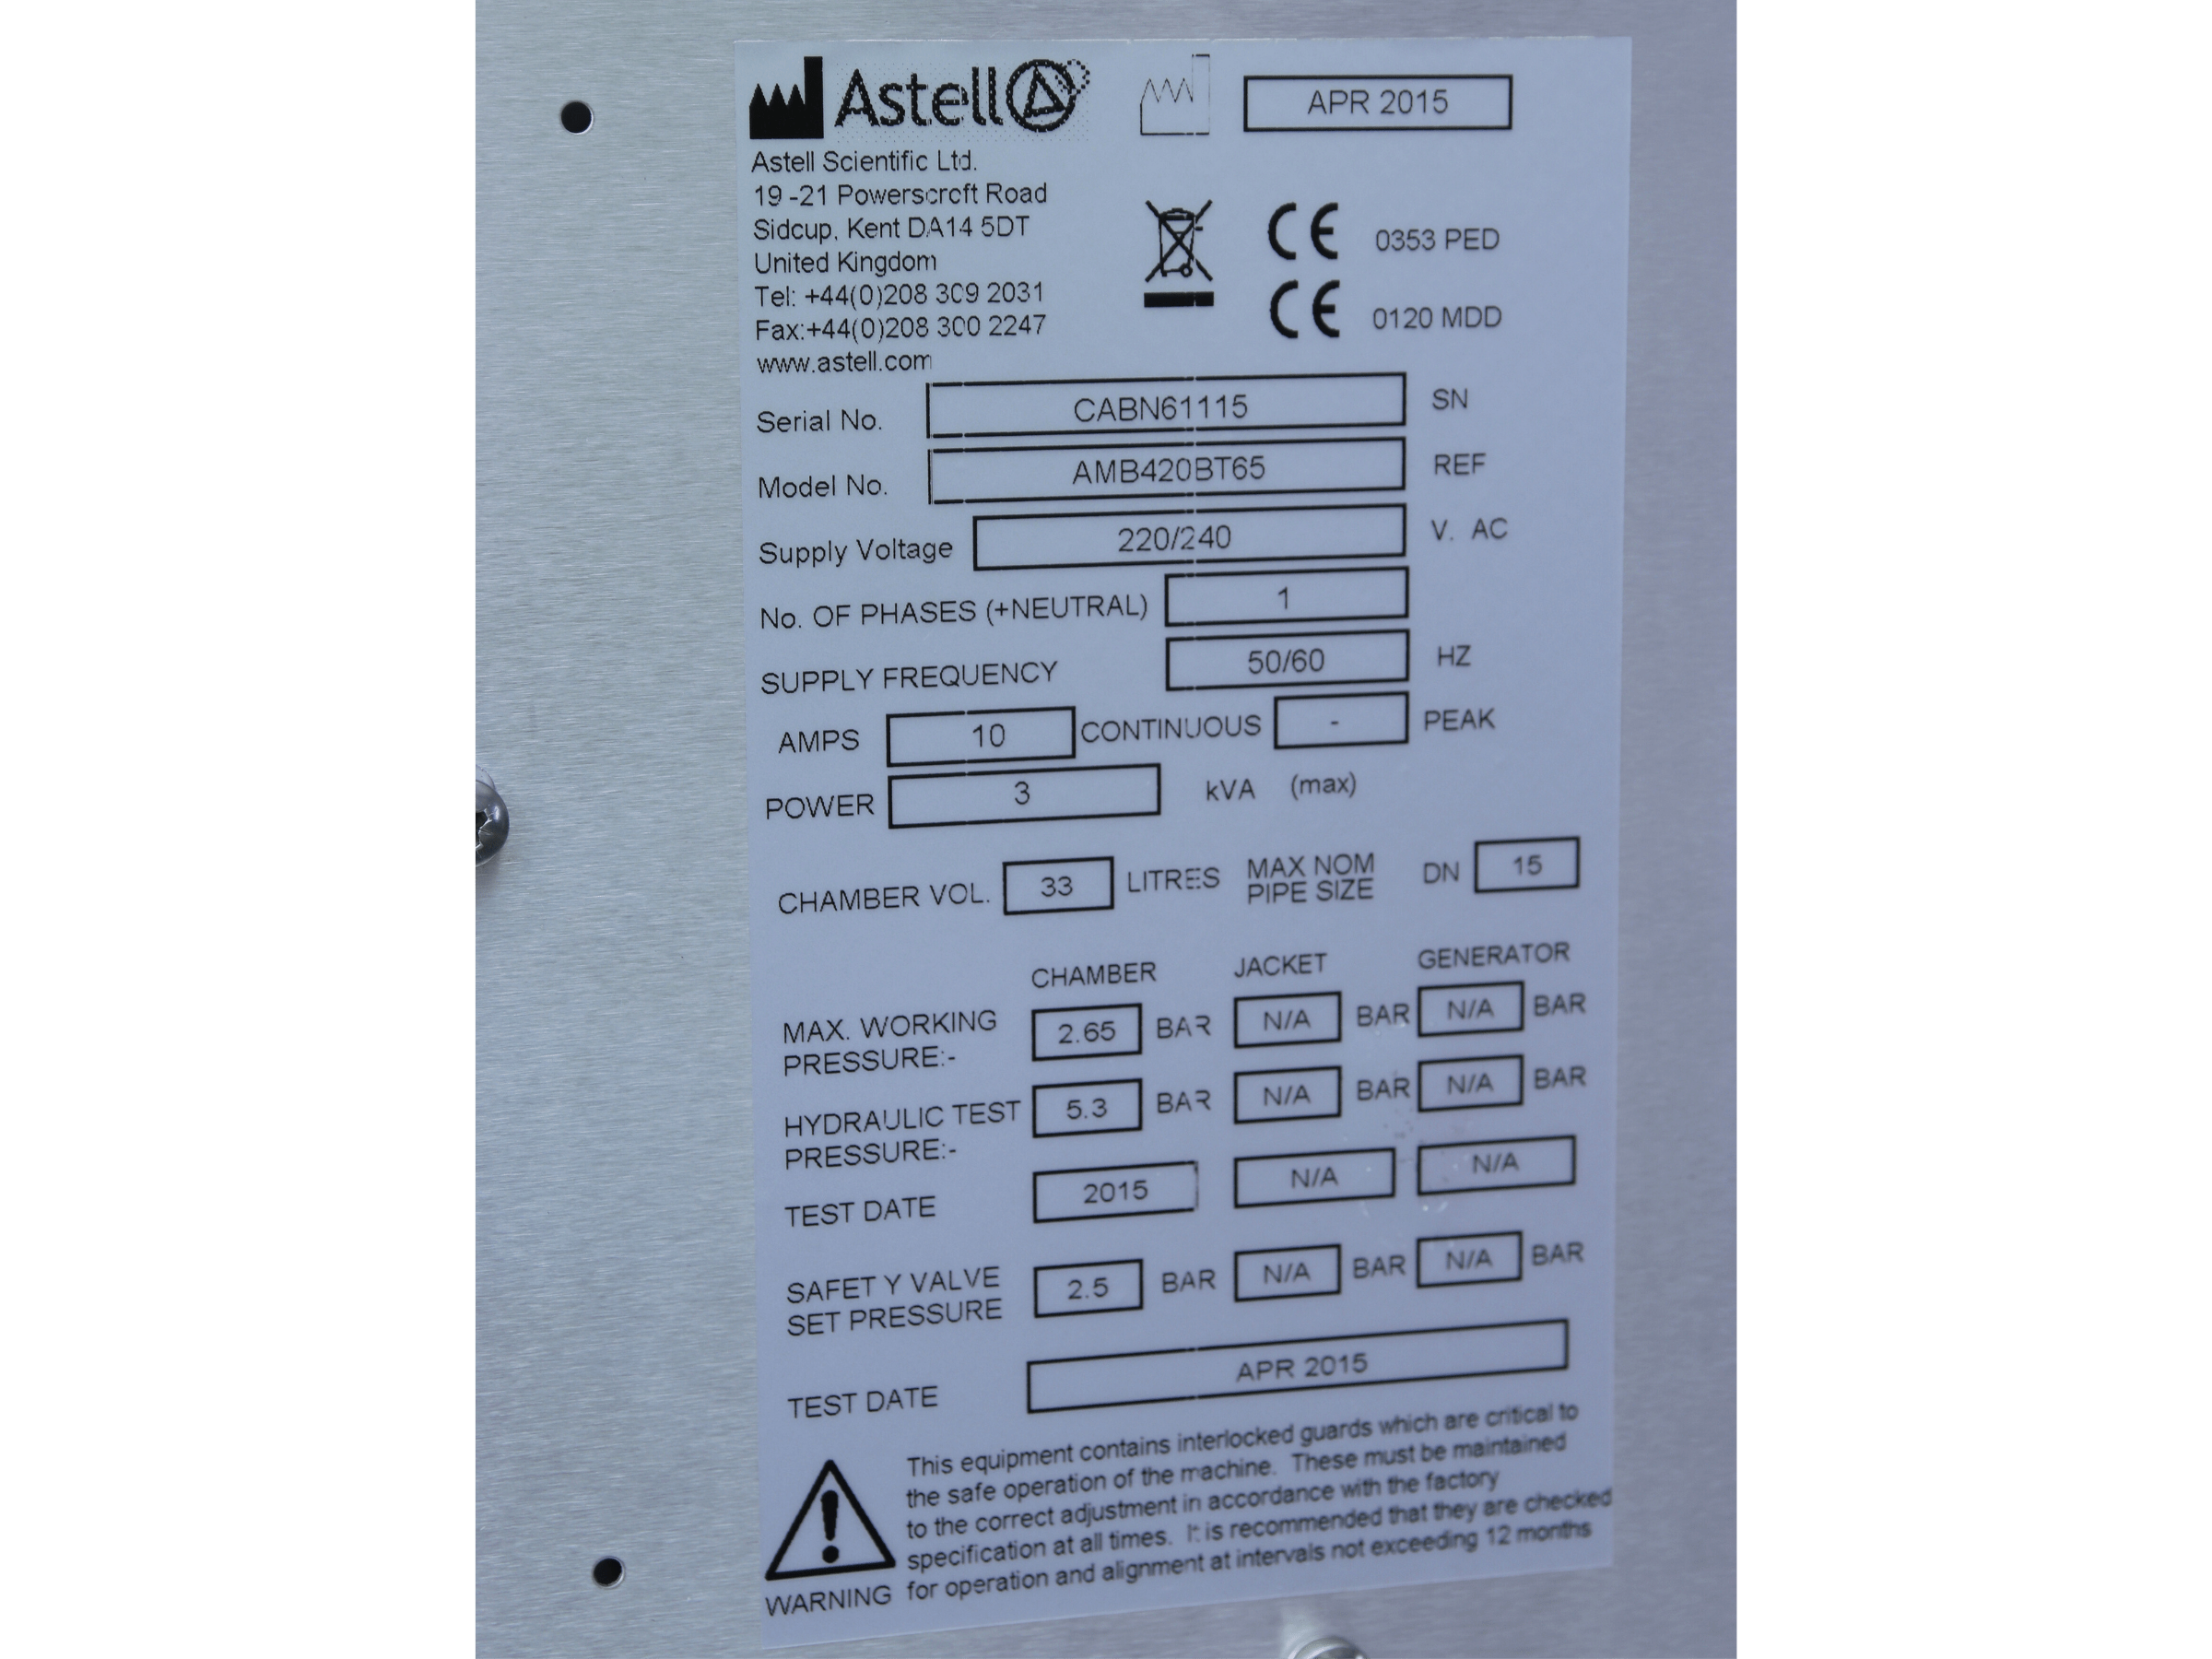 Astell
APR 2015
Astell Scientific Ltd.
19 -21 Powerscroft Road
Sidcup, Kent DA14 5DT
United Kingdom
Tel: +44(0)208 309 2031
Fax:+44(0)208 300 2247
www.astell.com
CE 0353 PED
CE 0120 MDD
Serial No. CABN61115 SN
Model No. AMB420BT65 REF
Supply Voltage 220/240 V. AC
No. OF PHASES (+NEUTRAL) 1
SUPPLY FREQUENCY 50/60 HZ
AMPS 10 CONTINUOUS - PEAK
POWER 3 kVA (max)
CHAMBER VOL. 33 LITRES MAX NOM PIPE SIZE DN 15
CHAMBER JACKET GENERATOR
MAX. WORKING PRESSURE:- 2.65 BAR N/A BAR N/A BAR
HYDRAULIC TEST PRESSURE:- 5.3 BAR N/A BAR N/A BAR
TEST DATE 2015 N/A N/A
SAFET Y VALVE SET PRESSURE 2.5 BAR N/A BAR N/A BAR
TEST DATE APR 2015
This equipment contains interlocked guards which are critical to
the safe operation of the machine. These must be maintained
to the correct adjustment in accordance with the factory
specification at all times. It is recommended that they are checked
for operation and alignment at intervals not exceeding 12 months
WARNING